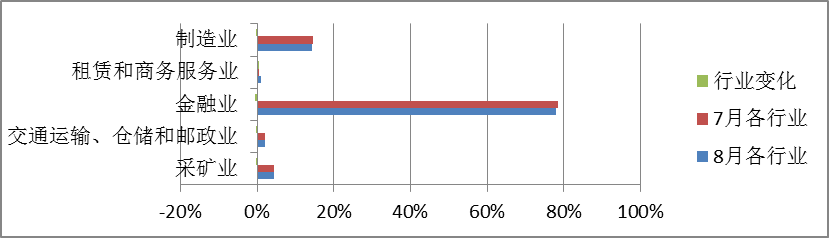 制造业
租赁和商务服务业
金融业
交通运输、仓储和邮政业
采矿业
-20% 0% 20% 40% 60% 80% 100%
行业变化
7月各行业
8月各行业